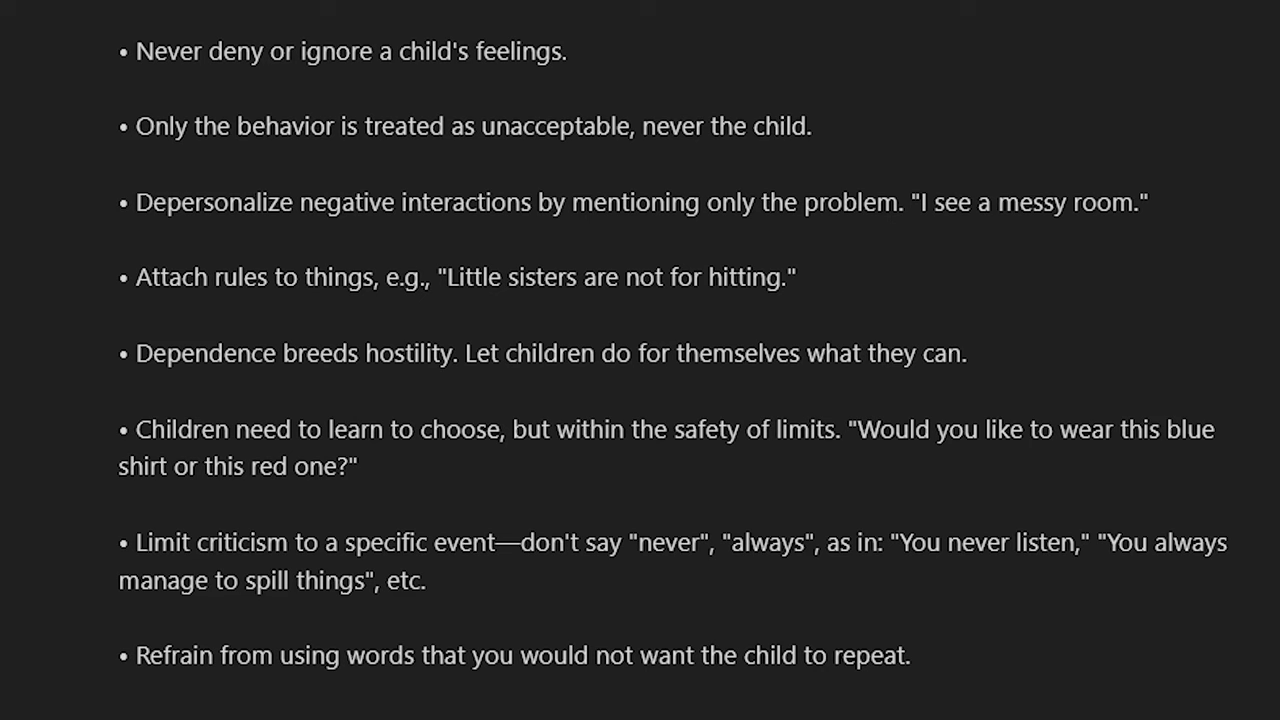 • Never deny or ignore a child's feelings.
• Only the behavior is treated as unacceptable, never the child.
• Depersonalize negative interactions by mentioning only the problem. "I see a messy room."
• Attach rules to things, e.g., "Little sisters are not for hitting."
• Dependence breeds hostility. Let children do for themselves what they can.
• Children need to learn to choose, but within the safety of limits. "Would you like to wear this blue
shirt or this red one?"
• Limit criticism to a specific event—don't say "never", "always", as in: "You never listen," "You always
manage to spill things", etc.
• Refrain from using words that you would not want the child to repeat.